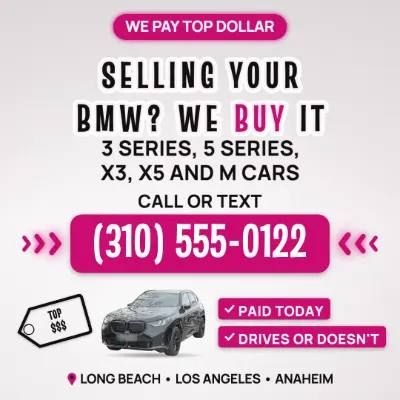 WE PAY TOP DOLLAR
SELLING YOUR
BMW? WE BUY IT
3 SERIES, 5 SERIES,
X3, X5 AND M CARS
CALL OR TEXT
(310) 555-0122
TOP
$$$
PAID TODAY
DRIVES OR DOESN'T
LONG BEACH • LOS ANGELES • ANAHEIM